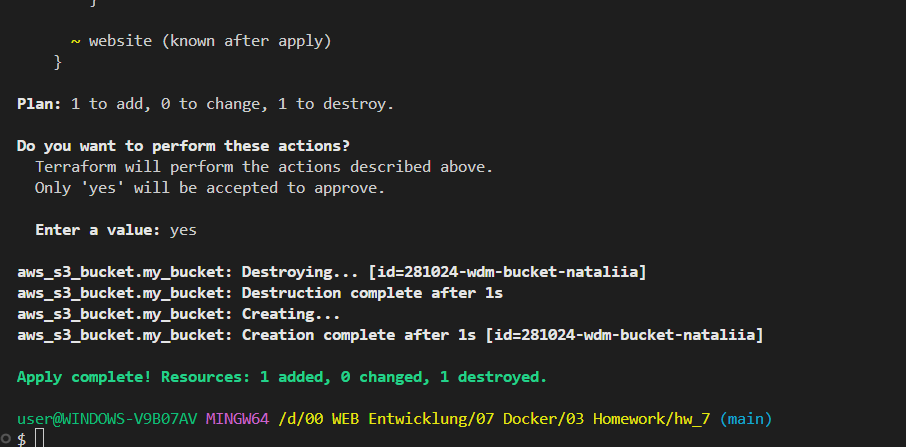 }
~ website (known after apply)
}
Plan: 1 to add, 0 to change, 1 to destroy.
Do you want to perform these actions?
Terraform will perform the actions described above.
Only 'yes' will be accepted to approve.
Enter a value: yes
aws_s3_bucket.my_bucket: Destroying... [id=281024-wdm-bucket-nataliia]
aws_s3_bucket.my_bucket: Destruction complete after 1s
aws_s3_bucket.my_bucket: Creating...
aws_s3_bucket.my_bucket: Creation complete after 1s [id=281024-wdm-bucket-nataliia]
Apply complete! Resources: 1 added, 0 changed, 1 destroyed.
user@WINDOWS-V9B07AV MINGW64 /d/00 WEB Entwicklung/07 Docker/03 Homework/hw_7 (main)
$